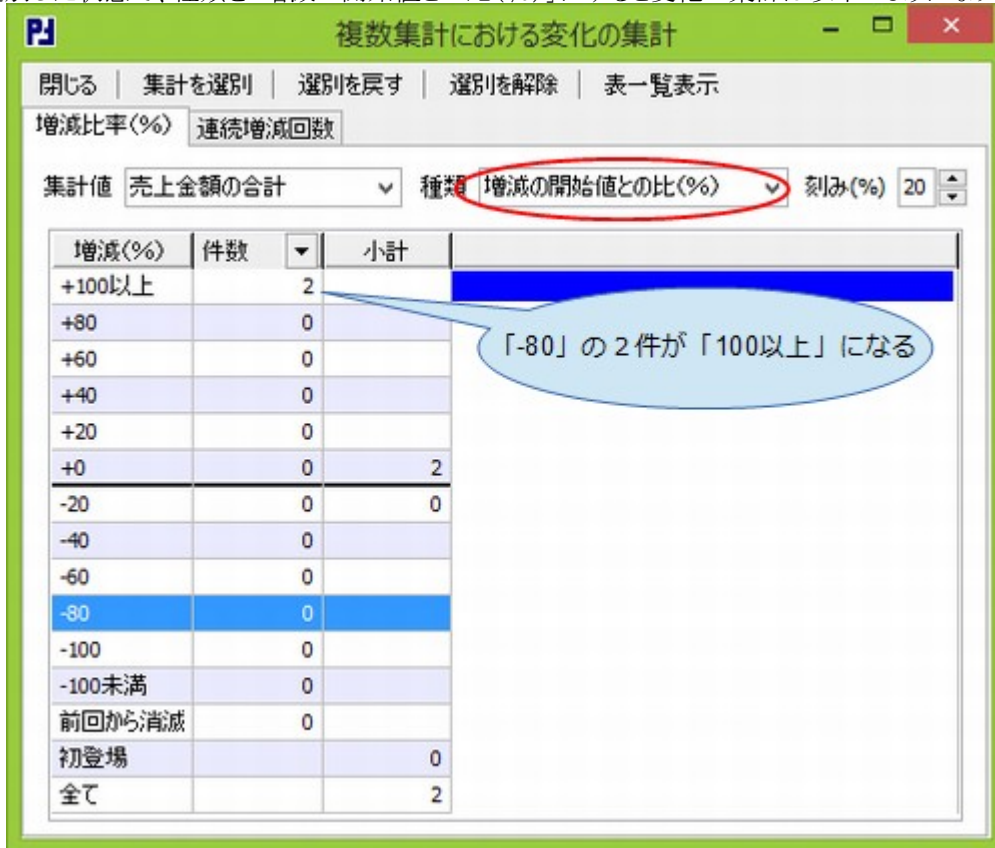 複数集計における変化の集計
閉じる | 集計を選別 | 選別を戻す | 選別を解除 | 表一覧表示
増減比率(%) 連続増減回数
集計値 売上金額の合計 種類 増減の開始値との比(%) 刻み(%) 20
増減(%) 件数 小計
+100以上 2
+80 0
+60 0
+40 0
+20 0
+0 0 2
-20 0 0
-40 0
-60 0
-80 0
-100 0
-100未満 0
前回から消滅 0
初登場 0
全て 2
「-80」の2件が「100以上」になる